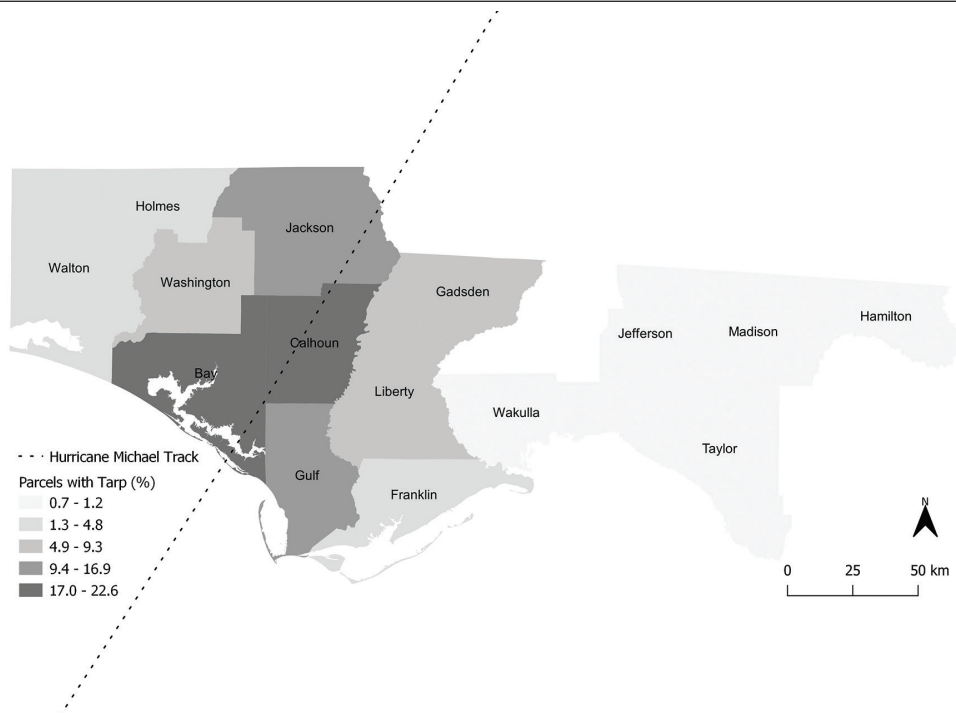 Holmes
Jackson
Walton
Washington
Gadsden
Hamilton
Jefferson
Madison
Calhoun
Bay
Liberty
Wakulla
Taylor
Gulf
Franklin
Hurricane Michael Track
Parcels with Tarp (%)
0.7 - 1.2
1.3 - 4.8
4.9 - 9.3
9.4 - 16.9
17.0 - 22.6
N
0 25 50 km